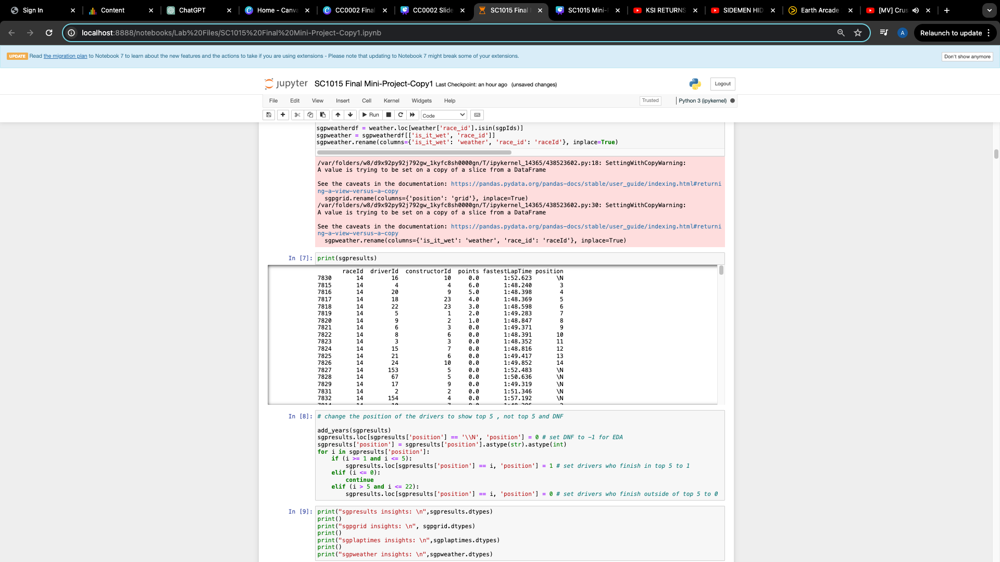 Sign In
Content
ChatGPT
Home - Canva
CC0002 Final
CC0002 Slide
SC1015 Final
SC1015 Mini-
KSI RETURNS
SIDEMEN HID
Earth Arcade
[MV] Crus
localhost:8888/notebooks/Lab%20Files/SC1015%20Final%20Mini-Project-Copy1.ipynb
A
Relaunch to update
UPDATE Read the migration plan to Notebook 7 to learn about the new features and the actions to take if you are using extensions - Please note that updating to Notebook 7 might break some of your extensions.
Don't show anymore
jupyter SC1015 Final Mini-Project-Copy1 Last Checkpoint: an hour ago (unsaved changes)
Logout
File Edit View Insert Cell Kernel Widgets Help
Trusted
Python 3 (ipykernel)
Run
Code
sgpweatherdf = weather.loc[weather['race_id'].isin(sgpIds)]
sgpweather = sgpweatherdf[['is_it_wet', 'race_id']]
sgpweather.rename(columns={'is_it_wet': 'weather', 'race_id': 'raceId'}, inplace=True)
/var/folders/w8/d9x92py92j792gw_1kyfc8sh0000gn/T/ipykernel_14365/438523602.py:18: SettingWithCopyWarning:
A value is trying to be set on a copy of a slice from a DataFrame
See the caveats in the documentation: https://pandas.pydata.org/pandas-docs/stable/user_guide/indexing.html#returni
ng-a-view-versus-a-copy
sgpgrid.rename(columns={'position': 'grid'}, inplace=True)
/var/folders/w8/d9x92py92j792gw_1kyfc8sh0000gn/T/ipykernel_14365/438523602.py:30: SettingWithCopyWarning:
A value is trying to be set on a copy of a slice from a DataFrame
See the caveats in the documentation: https://pandas.pydata.org/pandas-docs/stable/user_guide/indexing.html#returni
ng-a-view-versus-a-copy
sgpweather.rename(columns={'is_it_wet': 'weather', 'race_id': 'raceId'}, inplace=True)
In [7]: print(sgpresults)
raceId driverId constructorId points fastestLapTime position
7830 14 16 10 0.0 1:52.623 \N
7815 14 4 4 6.0 1:48.240 3
7816 14 20 9 5.0 1:48.398 4
7817 14 18 23 4.0 1:48.369 5
7818 14 22 23 3.0 1:48.598 6
7819 14 5 1 2.0 1:49.283 7
7820 14 9 2 1.0 1:48.847 8
7821 14 6 3 0.0 1:49.371 9
7822 14 8 6 0.0 1:48.391 10
7823 14 3 3 0.0 1:48.352 11
7824 14 15 7 0.0 1:48.816 12
7825 14 21 6 0.0 1:49.417 13
7826 14 24 10 0.0 1:49.852 14
7827 14 153 5 0.0 1:52.483 \N
7828 14 67 5 0.0 1:50.636 \N
7829 14 17 9 0.0 1:49.319 \N
7831 14 2 2 0.0 1:51.346 \N
7832 14 154 4 0.0 1:57.192 \N
In [8]: # change the position of the drivers to show top 5 , not top 5 and DNF
add_years(sgpresults)
sgpresults.loc[sgpresults['position'] == '\\N', 'position'] = 0 # set DNF to -1 for EDA
sgpresults['position'] = sgpresults['position'].astype(str).astype(int)
for i in sgpresults['position']:
if (i >= 1 and i <= 5):
sgpresults.loc[sgpresults['position'] == i, 'position'] = 1 # set drivers who finish in top 5 to 1
elif (i <= 0):
continue
elif (i > 5 and i <= 22):
sgpresults.loc[sgpresults['position'] == i, 'position'] = 0 # set drivers who finish outside of top 5 to 0
In [9]: print("sgpresults insights: \n",sgpresults.dtypes)
print()
print("sgpgrid insights: \n", sgpgrid.dtypes)
print()
print("sgplaptimes insights: \n",sgplaptimes.dtypes)
print()
print("sgpweather insights: \n",sgpweather.dtypes)